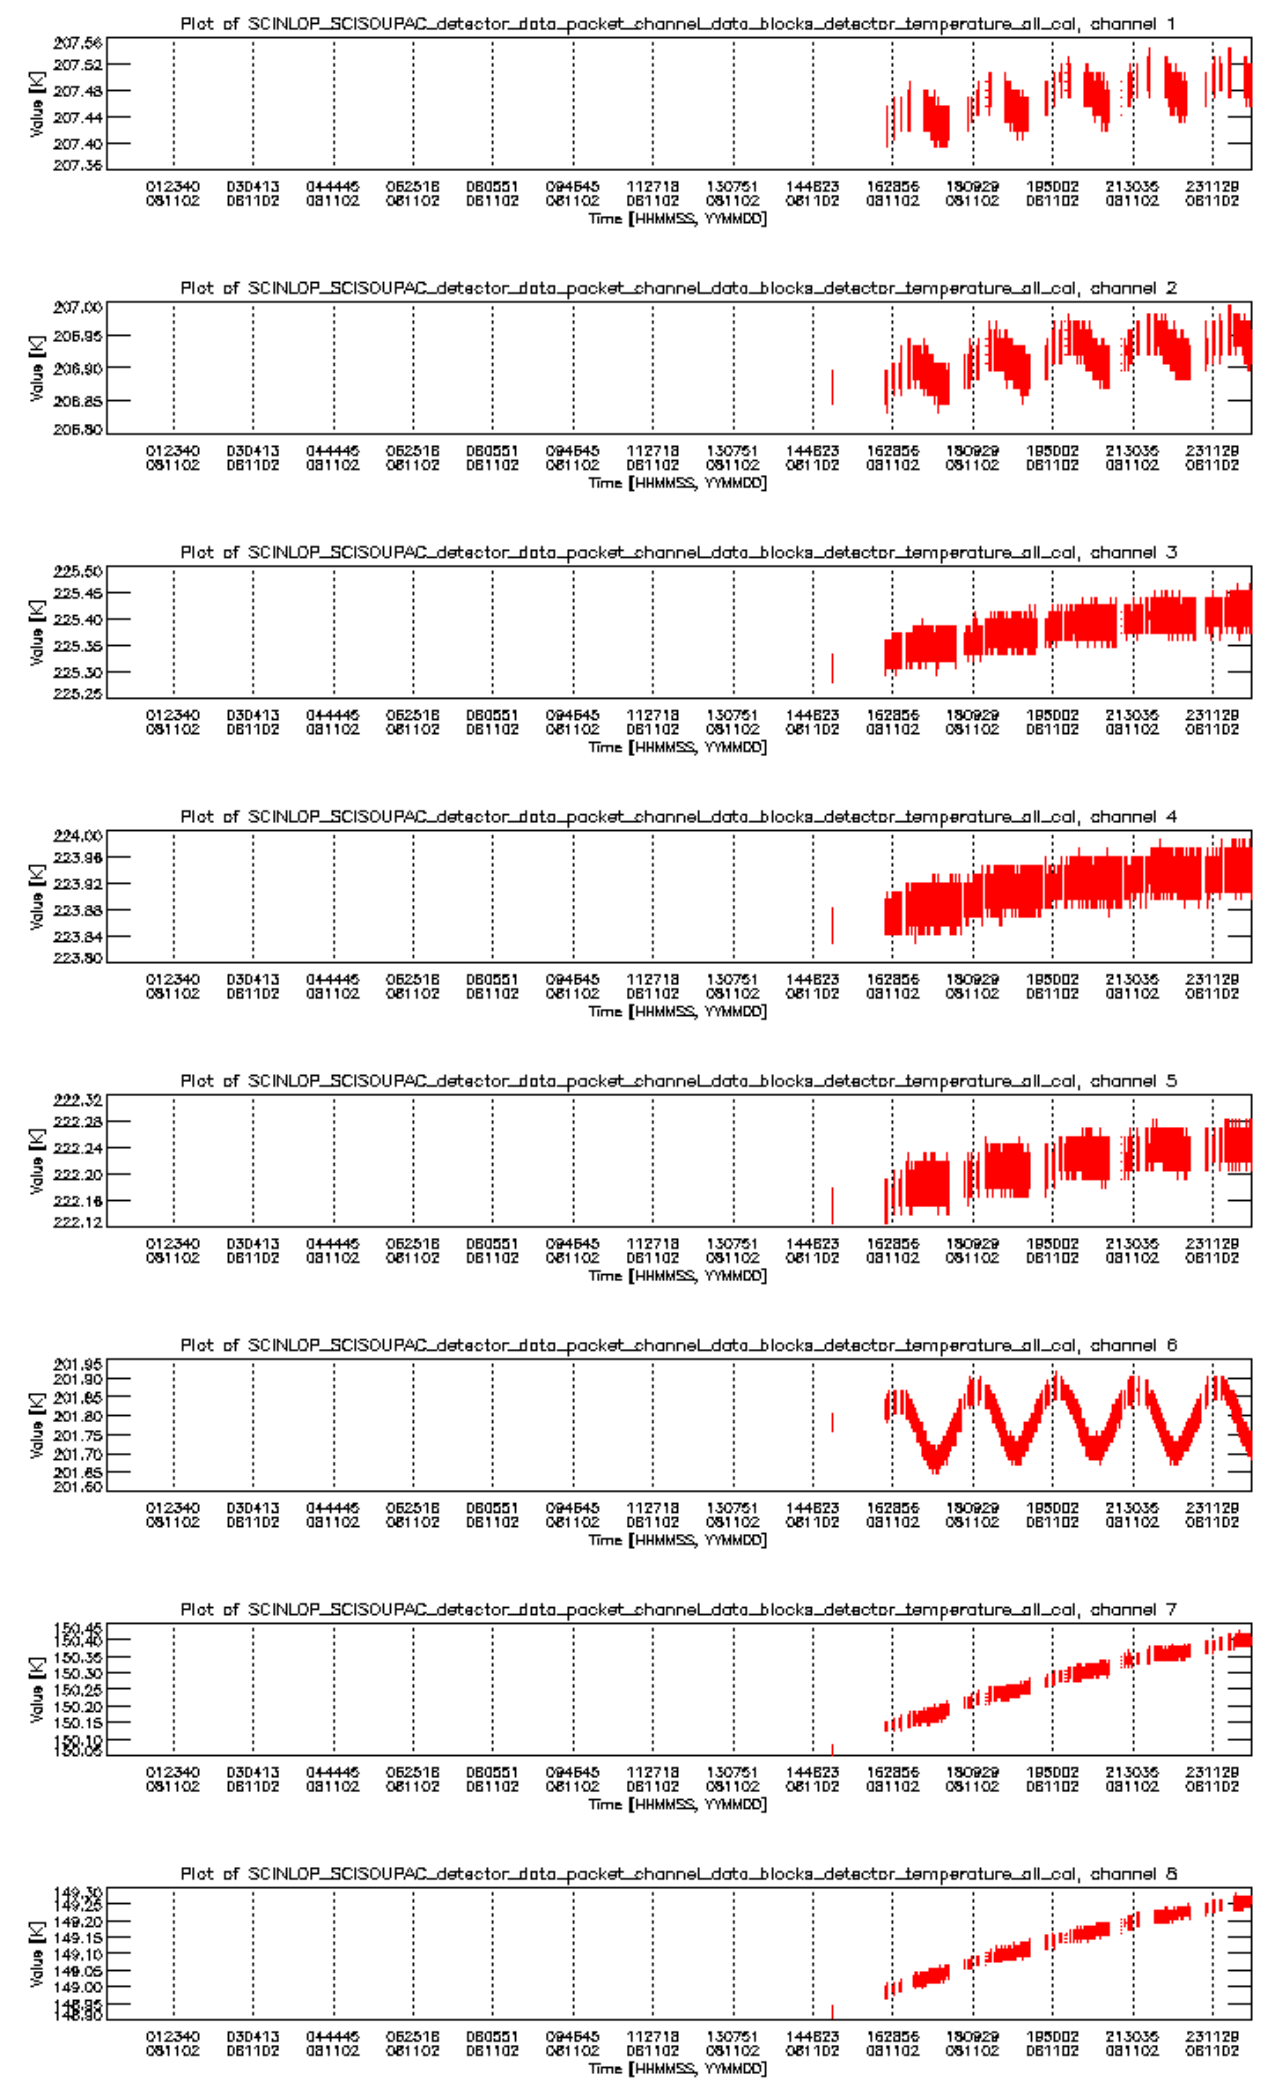 Plot of SCINLOP_SCISOUPAC_detector_data_packet_channel_data_blocks_detector_temperature_all_cal, channel 1
207.56
207.52
207.48
207.44
207.40
207.36
Value [K]
012340 030413 044445 062518 080551 094645 112718 130751 144823 162856 180929 195002 213035 231129
081102 081102 081102 081102 081102 081102 081102 081102 081102 081102 081102 081102 081102 081102
Time [HHMMSS, YYMMDD]
Plot of SCINLOP_SCISOUPAC_detector_data_packet_channel_data_blocks_detector_temperature_all_cal, channel 2
207.00
206.95
206.90
206.85
206.80
Value [K]
012340 030413 044445 062518 080551 094645 112718 130751 144823 162856 180929 195002 213035 231129
081102 081102 081102 081102 081102 081102 081102 081102 081102 081102 081102 081102 081102 081102
Time [HHMMSS, YYMMDD]
Plot of SCINLOP_SCISOUPAC_detector_data_packet_channel_data_blocks_detector_temperature_all_cal, channel 3
225.50
225.45
225.40
225.35
225.30
225.25
Value [K]
012340 030413 044445 062518 080551 094645 112718 130751 144823 162856 180929 195002 213035 231129
081102 081102 081102 081102 081102 081102 081102 081102 081102 081102 081102 081102 081102 081102
Time [HHMMSS, YYMMDD]
Plot of SCINLOP_SCISOUPAC_detector_data_packet_channel_data_blocks_detector_temperature_all_cal, channel 4
224.00
223.96
223.92
223.88
223.84
223.80
Value [K]
012340 030413 044445 062518 080551 094645 112718 130751 144823 162856 180929 195002 213035 231129
081102 081102 081102 081102 081102 081102 081102 081102 081102 081102 081102 081102 081102 081102
Time [HHMMSS, YYMMDD]
Plot of SCINLOP_SCISOUPAC_detector_data_packet_channel_data_blocks_detector_temperature_all_cal, channel 5
222.32
222.28
222.24
222.20
222.16
222.12
Value [K]
012340 030413 044445 062518 080551 094645 112718 130751 144823 162856 180929 195002 213035 231129
081102 081102 081102 081102 081102 081102 081102 081102 081102 081102 081102 081102 081102 081102
Time [HHMMSS, YYMMDD]
Plot of SCINLOP_SCISOUPAC_detector_data_packet_channel_data_blocks_detector_temperature_all_cal, channel 6
201.95
201.90
201.85
201.80
201.75
201.70
201.65
201.60
Value [K]
012340 030413 044445 062518 080551 094645 112718 130751 144823 162856 180929 195002 213035 231129
081102 081102 081102 081102 081102 081102 081102 081102 081102 081102 081102 081102 081102 081102
Time [HHMMSS, YYMMDD]
Plot of SCINLOP_SCISOUPAC_detector_data_packet_channel_data_blocks_detector_temperature_all_cal, channel 7
150.45
150.40
150.35
150.30
150.25
150.20
150.15
150.10
150.05
Value [K]
012340 030413 044445 062518 080551 094645 112718 130751 144823 162856 180929 195002 213035 231129
081102 081102 081102 081102 081102 081102 081102 081102 081102 081102 081102 081102 081102 081102
Time [HHMMSS, YYMMDD]
Plot of SCINLOP_SCISOUPAC_detector_data_packet_channel_data_blocks_detector_temperature_all_cal, channel 8
149.30
149.25
149.20
149.15
149.10
149.05
149.00
148.95
148.90
Value [K]
012340 030413 044445 062518 080551 094645 112718 130751 144823 162856 180929 195002 213035 231129
081102 081102 081102 081102 081102 081102 081102 081102 081102 081102 081102 081102 081102 081102
Time [HHMMSS, YYMMDD]